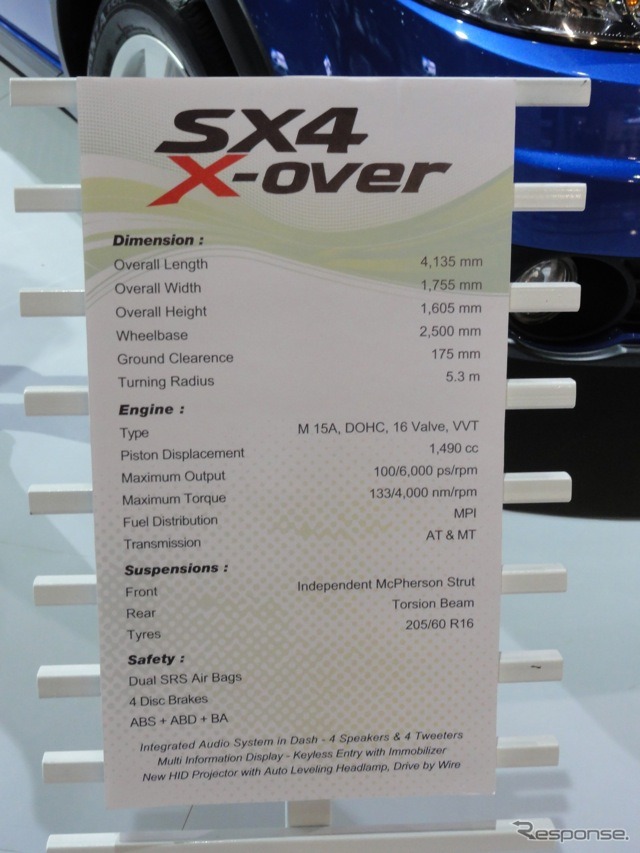 SX4
X-over
Dimension :
Overall Length 4,135 mm
Overall Width 1,755 mm
Overall Height 1,605 mm
Wheelbase 2,500 mm
Ground Clearence 175 mm
Turning Radius 5.3 m
Engine :
Type M 15A, DOHC, 16 Valve, VVT
Piston Displacement 1,490 cc
Maximum Output 100/6,000 ps/rpm
Maximum Torque 133/4,000 nm/rpm
Fuel Distribution MPI
Transmission AT & MT
Suspensions :
Front Independent McPherson Strut
Rear Torsion Beam
Tyres 205/60 R16
Safety :
Dual SRS Air Bags
4 Disc Brakes
ABS + ABD + BA
Integrated Audio System in Dash - 4 Speakers & 4 Tweeters
Multi Information Display - Keyless Entry with Immobilizer
New HID Projector with Auto Leveling Headlamp, Drive by Wire
Response.